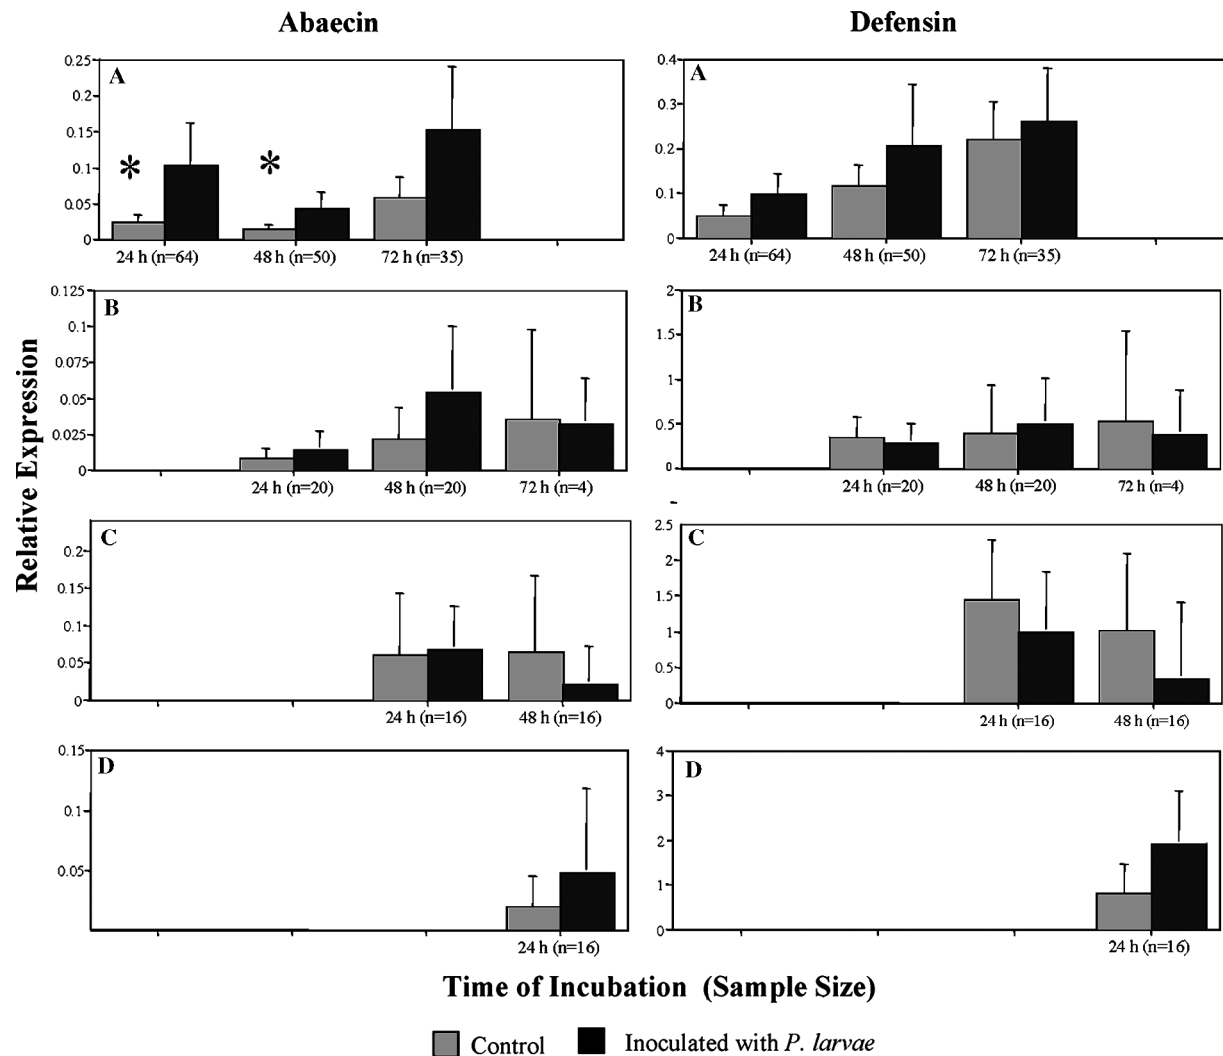 Abaecin
Defensin
Relative Expression
A
0.25
0.2
0.15
0.1
0.05
0
*
*
24 h (n=64)
48 h (n=50)
72 h (n=35)
A
0.4
0.3
0.2
0.1
0
24 h (n=64)
48 h (n=50)
72 h (n=35)
B
0.125
0.1
0.075
0.05
0.025
0
24 h (n=20)
48 h (n=20)
72 h (n=4)
B
2
1.5
1
0.5
0
24 h (n=20)
48 h (n=20)
72 h (n=4)
C
0.2
0.15
0.1
0.05
0
24 h (n=16)
48 h (n=16)
C
2.5
2
1.5
1
0.5
0
24 h (n=16)
48 h (n=16)
D
0.15
0.1
0.05
24 h (n=16)
D
4
3
2
1
0
24 h (n=16)
Time of Incubation (Sample Size)
Control
Inoculated with P. larvae